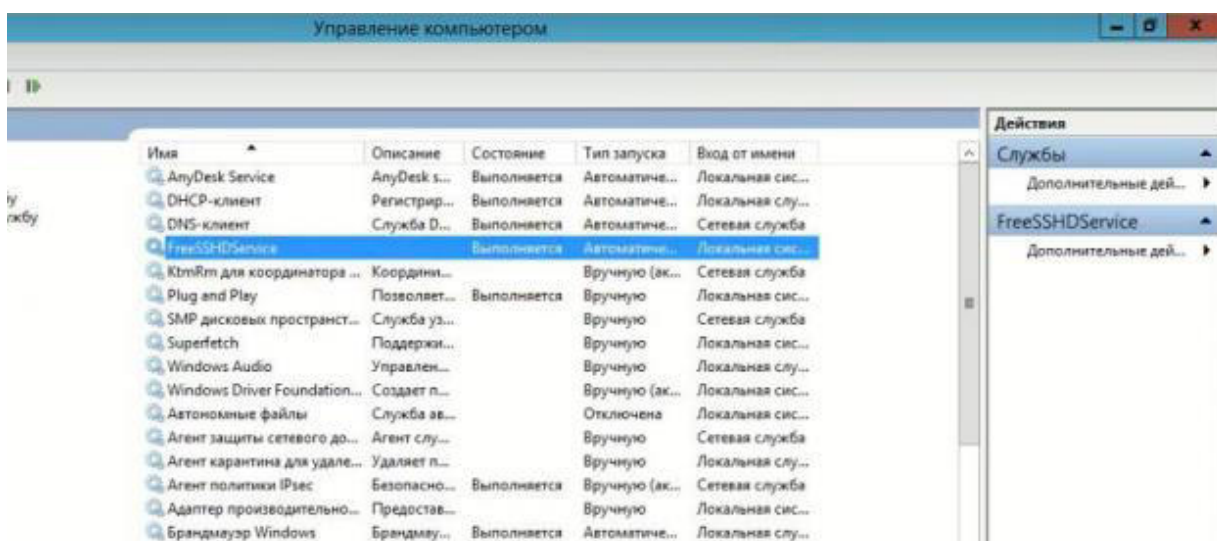 Управление компьютером
Действия
Имя Описание Состояние Тип запуска Вход от имени
Службы
AnyDesk Service AnyDesk s... Выполняется Автоматиче... Локальная сис...
Дополнительные дей...
DHCP-клиент Регистрир... Выполняется Автоматиче... Локальная слу...
жбу
DNS-клиент Служба D... Выполняется Автоматиче... Сетевая служба
FreeSSHDService
FreeSSHDService Выполняется Автоматиче... Локальная сис...
Дополнительные дей...
KtmRm для координатора ... Координи... Вручную (ак... Сетевая служба
Plug and Play Позволяет... Выполняется Вручную Локальная сис...
SMP дисковых пространст... Служба уз... Вручную Сетевая служба
Superfetch Поддержи... Вручную Локальная сис...
Windows Audio Управлен... Вручную Локальная слу...
Windows Driver Foundation... Создает п... Вручную (ак... Локальная сис...
Автономные файлы Служба ав... Отключена Локальная сис...
Агент защиты сетевого до... Агент слу... Вручную Сетевая служба
Агент карантина для удале... Удаляет п... Вручную Локальная слу...
Агент политики IPsec Безопасно... Выполняется Вручную (ак... Сетевая служба
Адаптер производительно... Предостав... Вручную Локальная сис...
Брандмауэр Windows Брандмау... Выполняется Автоматиче... Локальная слу...